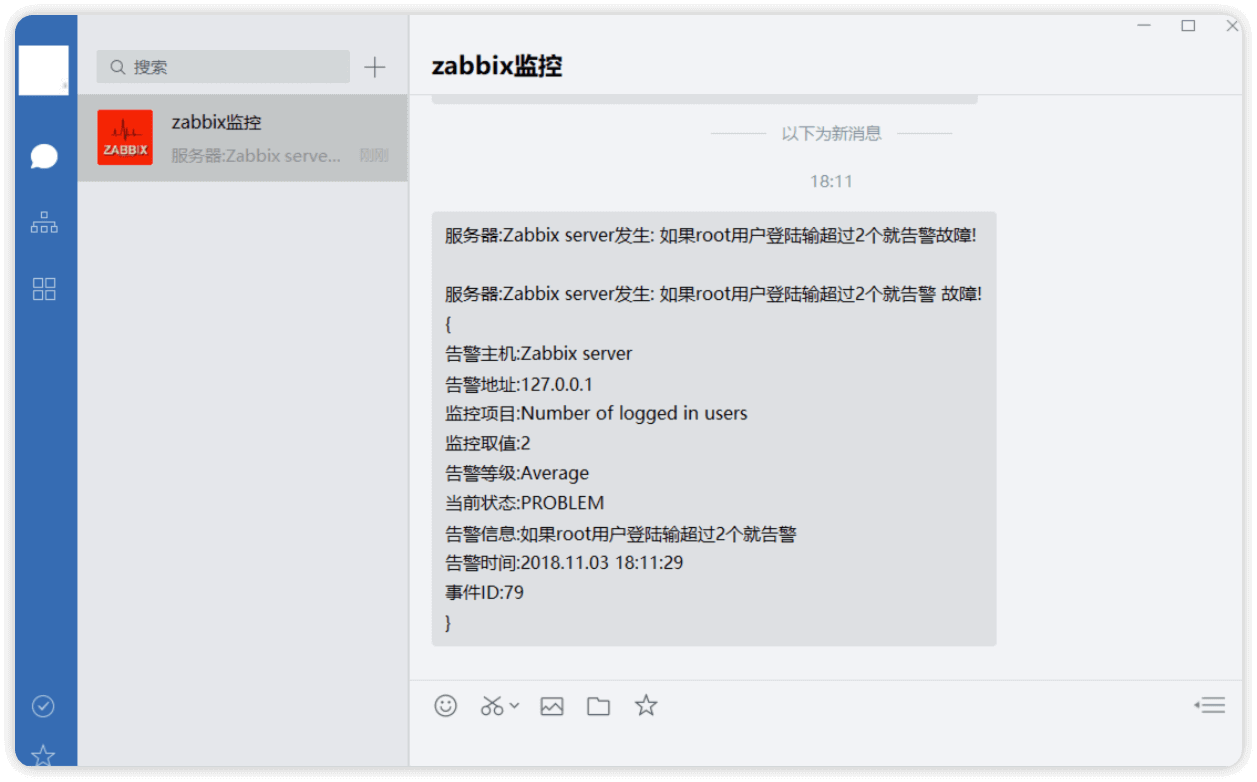 搜索
zabbix监控
ZABBIX
服务器:Zabbix serve...
刚刚
zabbix监控
以下为新消息
18:11
服务器:Zabbix server发生: 如果root用户登陆输超过2个就告警故障!
服务器:Zabbix server发生: 如果root用户登陆输超过2个就告警 故障!
{
告警主机:Zabbix server
告警地址:127.0.0.1
监控项目:Number of logged in users
监控取值:2
告警等级:Average
当前状态:PROBLEM
告警信息:如果root用户登陆输超过2个就告警
告警时间:2018.11.03 18:11:29
事件ID:79
}